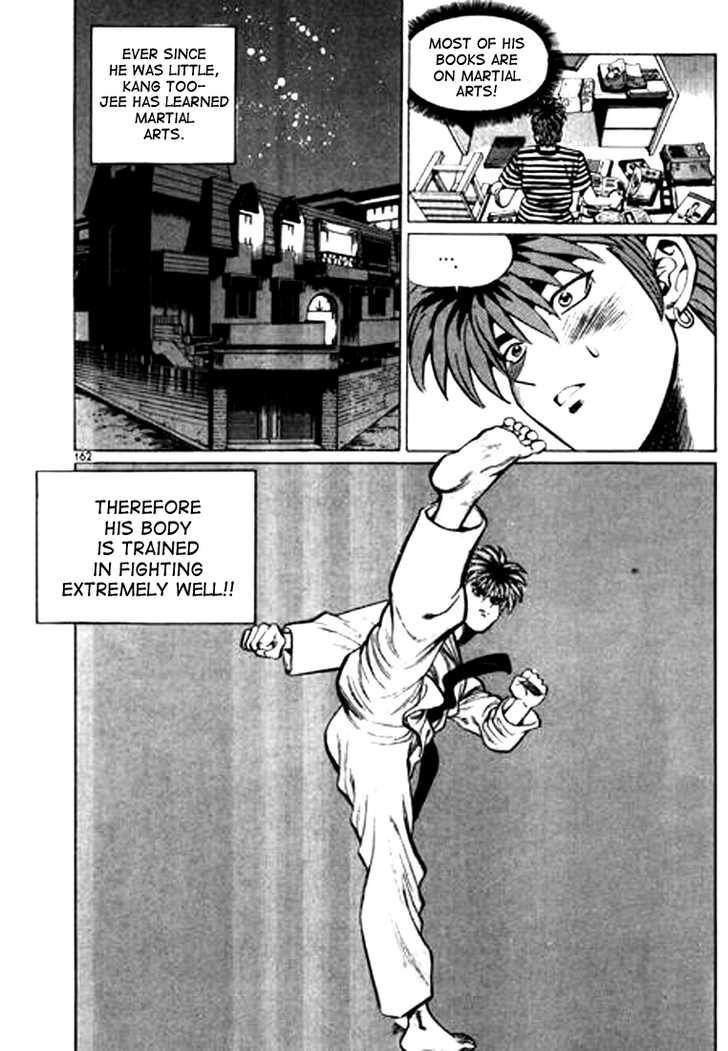 EVER SINCE
HE WAS LITTLE,
KANG TOO-
JEE HAS LEARNED
MARTIAL
ARTS.
MOST OF HIS
BOOKS ARE
ON MARTIAL
ARTS!
...
162
THEREFORE
HIS BODY
IS TRAINED
IN FIGHTING
EXTREMELY WELL!!